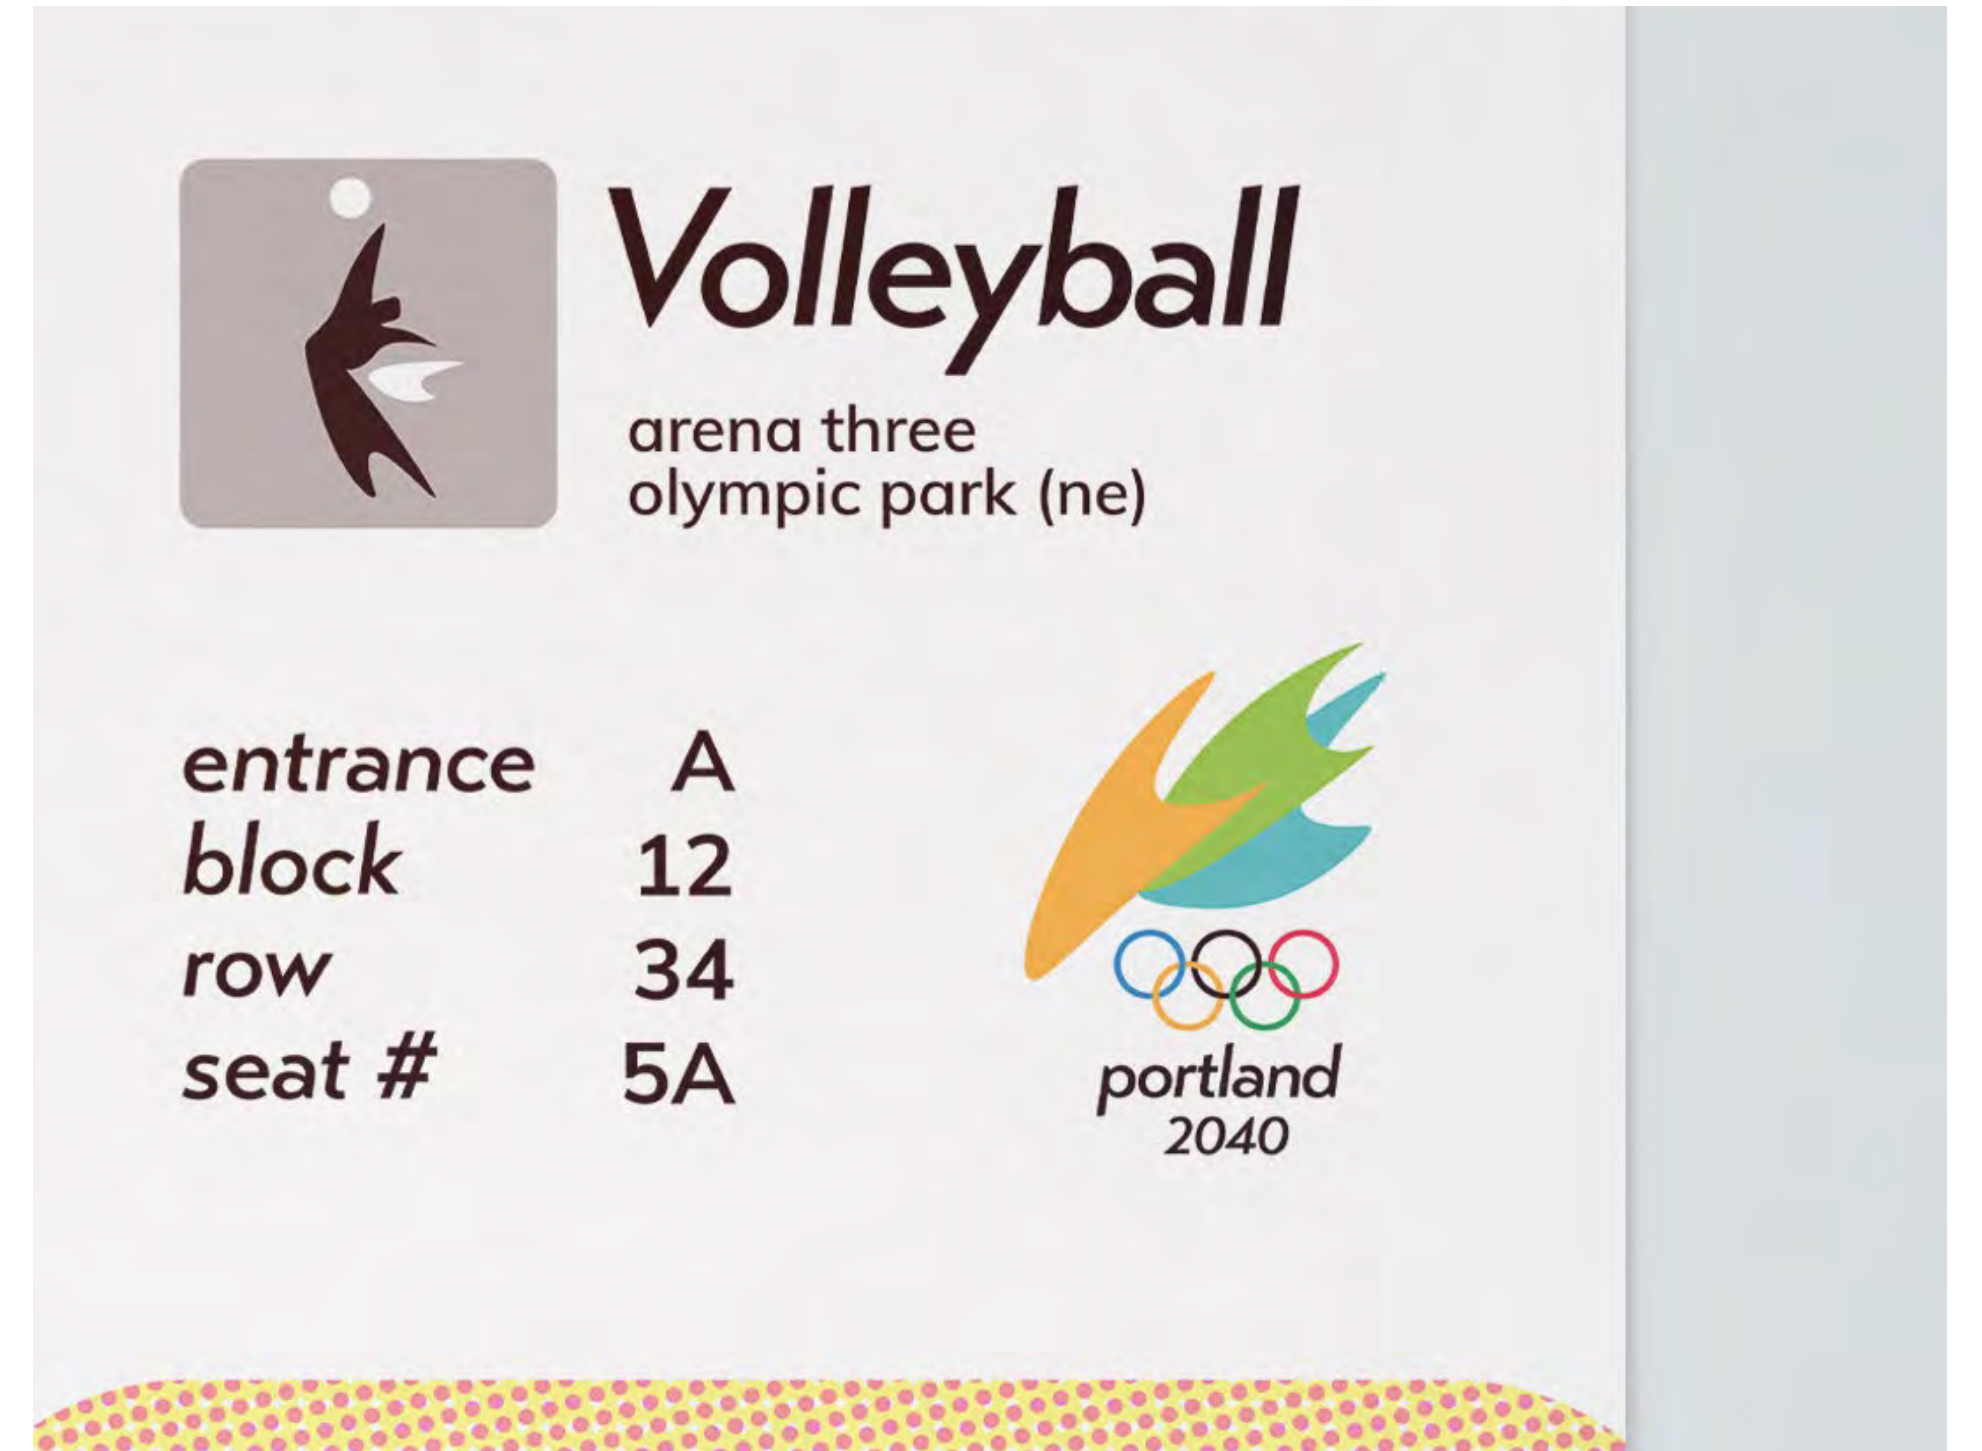 Volleyball
arena three
olympic park (ne)
entrance A
block 12
row 34
seat # 5A
portland
2040